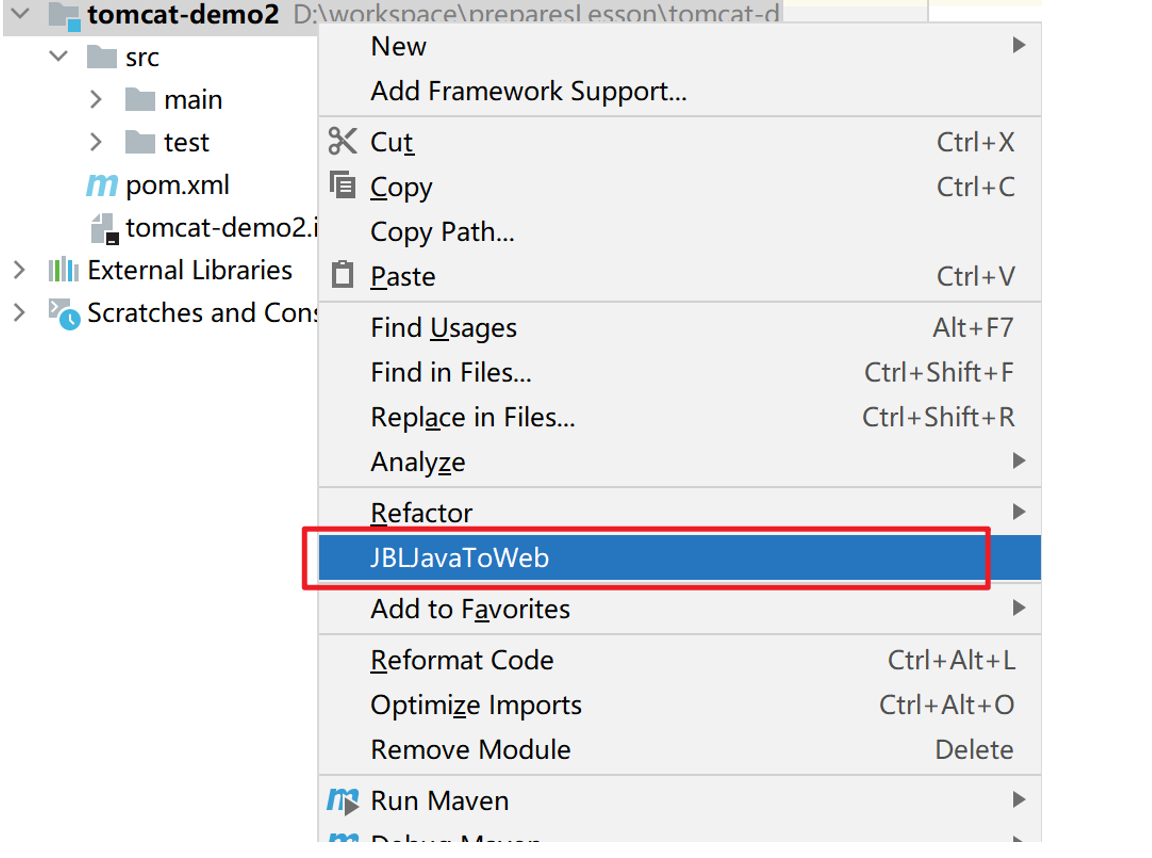 tomcat-demo2 D:\workspace\preparesLesson\tomcat-d
src
main
test
m pom.xml
tomcat-demo2.i
External Libraries
Scratches and Cons
New
Add Framework Support...
Cut Ctrl+X
Copy Ctrl+C
Copy Path...
Paste Ctrl+V
Find Usages Alt+F7
Find in Files... Ctrl+Shift+F
Replace in Files... Ctrl+Shift+R
Analyze
Refactor
JBLJavaToWeb
Add to Favorites
Reformat Code Ctrl+Alt+L
Optimize Imports Ctrl+Alt+O
Remove Module Delete
Run Maven
Debug Maven